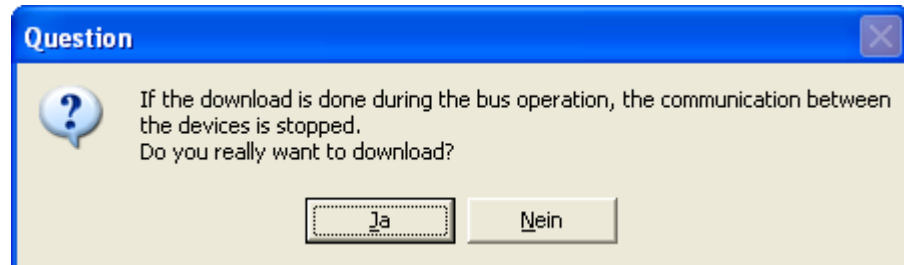 Question
If the download is done during the bus operation, the communication between
the devices is stopped.
Do you really want to download?
Ja
Nein